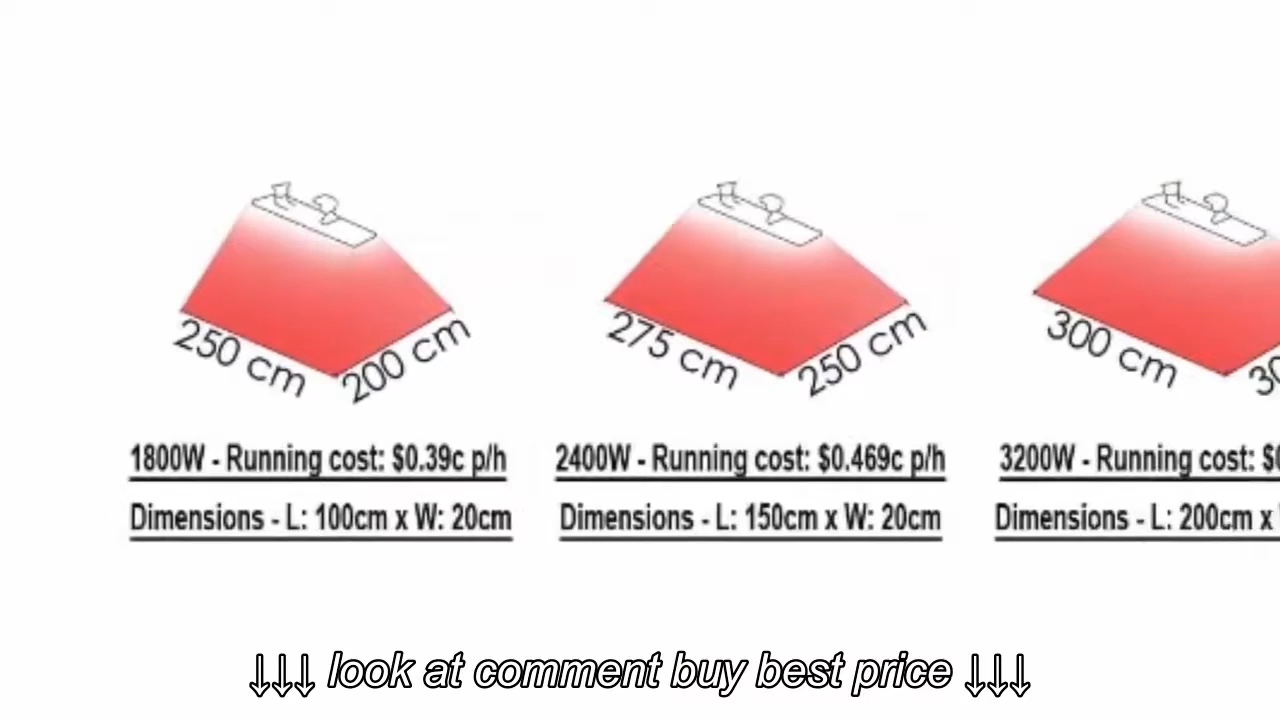 250 cm
200 cm
275 cm
250 cm
300 cm
1800W - Running cost: $0.39c p/h
2400W - Running cost: $0.469c p/h
3200W - Running cost:
Dimensions - L: 100cm x W: 20cm
Dimensions - L: 150cm x W: 20cm
Dimensions - L: 200cm x
↓↓↓ look at comment buy best price ↓↓↓